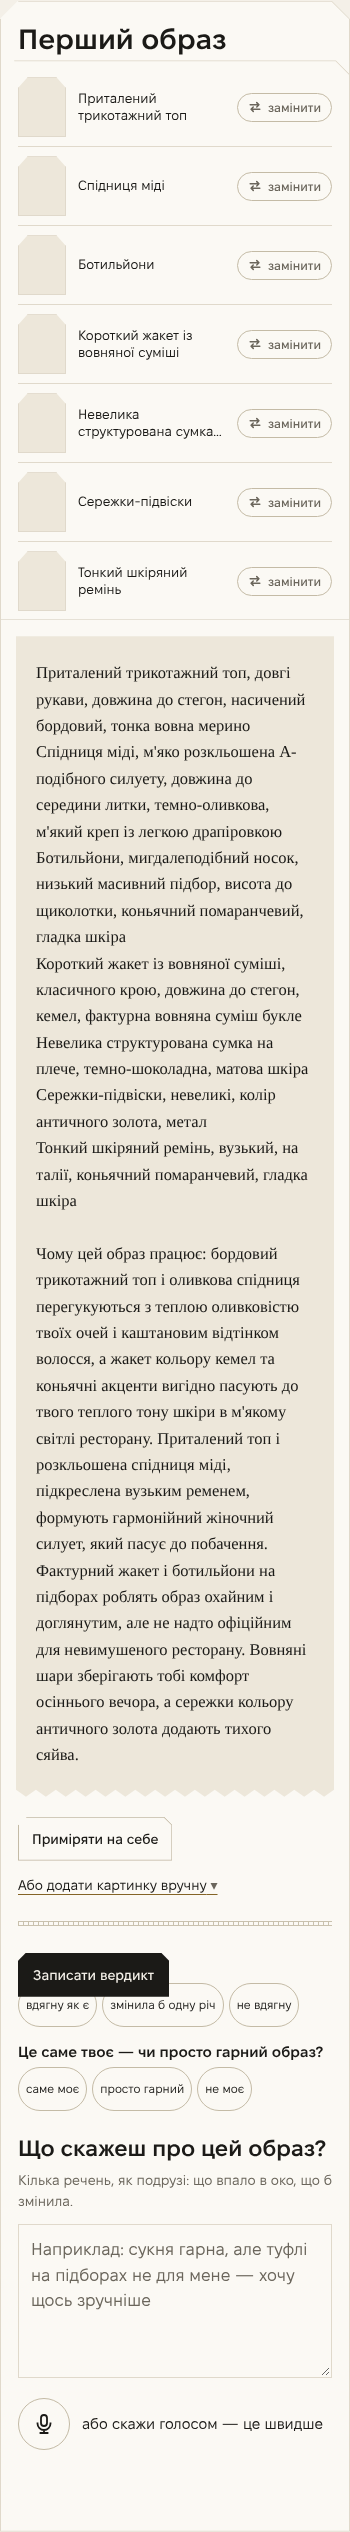 Перший образ
Приталений
трикотажний топ
замінити
Спідниця міді
замінити
Ботильйони
замінити
Короткий жакет із
вовняної суміші
замінити
Невелика
структурована сумка...
замінити
Сережки-підвіски
замінити
Тонкий шкіряний
ремінь
замінити
Приталений трикотажний топ, довгі
рукави, довжина до стегон, насичений
бордовий, тонка вовна мерино
Спідниця міді, м'яко розкльошена А-
подібного силуету, довжина до
середини литки, темно-оливкова,
м'який креп із легкою драпіровкою
Ботильйони, мигдалеподібний носок,
низький масивний підбор, висота до
щиколотки, коньячний помаранчевий,
гладка шкіра
Короткий жакет із вовняної суміші,
класичного крою, довжина до стегон,
кемел, фактурна вовняна суміш букле
Невелика структурована сумка на
плече, темно-шоколадна, матова шкіра
Сережки-підвіски, невеликі, колір
античного золота, метал
Тонкий шкіряний ремінь, вузький, на
талії, коньячний помаранчевий, гладка
шкіра
Чому цей образ працює: бордовий
трикотажний топ і оливкова спідниця
перегукуються з теплою оливковістю
твоїх очей і каштановим відтінком
волосся, а жакет кольору кемел та
коньячні акценти вигідно пасують до
твого теплого тону шкіри в м'якому
світлі ресторану. Приталений топ і
розкльошена спідниця міді,
підкреслена вузьким ременем,
формують гармонійний жіночний
силует, який пасує до побачення.
Фактурний жакет і ботильйони на
підборах роблять образ охайним і
доглянутим, але не надто офіційним
для невимушеного ресторану. Вовняні
шари зберігають тобі комфорт
осіннього вечора, а сережки кольору
античного золота додають тихого
сяйва.
Приміряти на себе
Або додати картинку вручну ▾
Записати вердикт
вдягну як є
змінила б одну річ
не вдягну
Це саме твоє — чи просто гарний образ?
саме моє
просто гарний
не моє
Що скажеш про цей образ?
Кілька речень, як подрузі: що впало в око, що б
змінила.
Наприклад: сукня гарна, але туфлі
на підборах не для мене — хочу
щось зручніше
або скажи голосом — це швидше